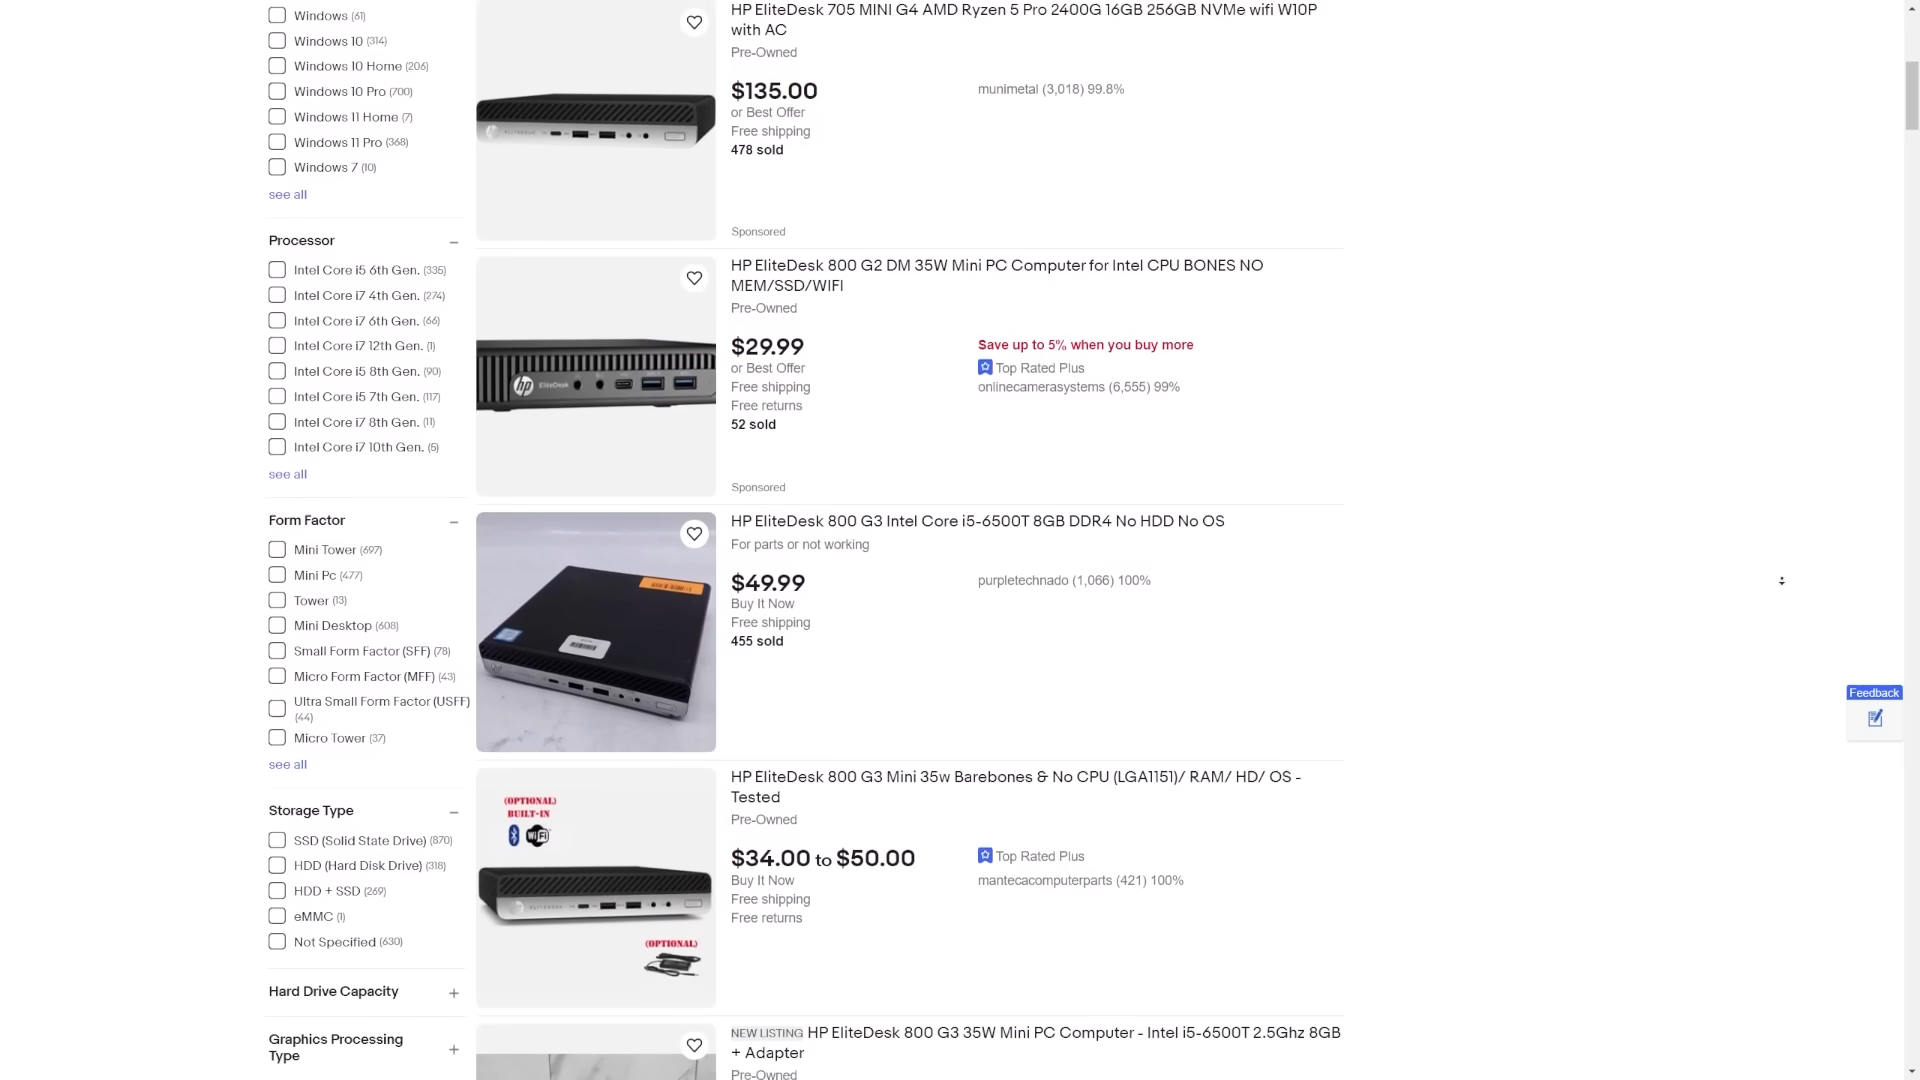 Windows (61)
Windows 10 (314)
Windows 10 Home (206)
Windows 10 Pro (700)
Windows 11 Home (7)
Windows 11 Pro (368)
Windows 7 (10)
see all
Processor
Intel Core i5 6th Gen. (335)
Intel Core i7 4th Gen. (274)
Intel Core i7 6th Gen. (66)
Intel Core i7 12th Gen. (1)
Intel Core i5 8th Gen. (90)
Intel Core i5 7th Gen. (117)
Intel Core i7 8th Gen. (11)
Intel Core i7 10th Gen. (5)
see all
Form Factor
Mini Tower (697)
Mini Pc (477)
Tower (13)
Mini Desktop (608)
Small Form Factor (SFF) (78)
Micro Form Factor (MFF) (43)
Ultra Small Form Factor (USFF)
(44)
Micro Tower (37)
see all
Storage Type
SSD (Solid State Drive) (870)
HDD (Hard Disk Drive) (318)
HDD + SSD (269)
eMMC (1)
Not Specified (630)
Hard Drive Capacity
Graphics Processing
Type
HP EliteDesk 705 MINI G4 AMD Ryzen 5 Pro 2400G 16GB 256GB NVMe wifi W10P
with AC
Pre-Owned
$135.00
or Best Offer
Free shipping
478 sold
munimetal (3,018) 99.8%
Sponsored
hp EliteDesk
HP EliteDesk 800 G2 DM 35W Mini PC Computer for Intel CPU BONES NO
MEM/SSD/WIFI
Pre-Owned
$29.99
or Best Offer
Free shipping
Free returns
52 sold
Save up to 5% when you buy more
Top Rated Plus
onlinecamerasystems (6,555) 99%
Sponsored
HP EliteDesk 800 G3 Intel Core i5-6500T 8GB DDR4 No HDD No OS
For parts or not working
$49.99
Buy It Now
Free shipping
455 sold
purpletechnado (1,066) 100%
(OPTIONAL)
BUILT-IN
WiFi
(OPTIONAL)
HP EliteDesk 800 G3 Mini 35w Barebones & No CPU (LGA1151)/ RAM/ HD/ OS -
Tested
Pre-Owned
$34.00 to $50.00
Buy It Now
Free shipping
Free returns
Top Rated Plus
mantecacomputerparts (421) 100%
NEW LISTING HP EliteDesk 800 G3 35W Mini PC Computer - Intel i5-6500T 2.5Ghz 8GB
+ Adapter
Pre-Owned
Feedback